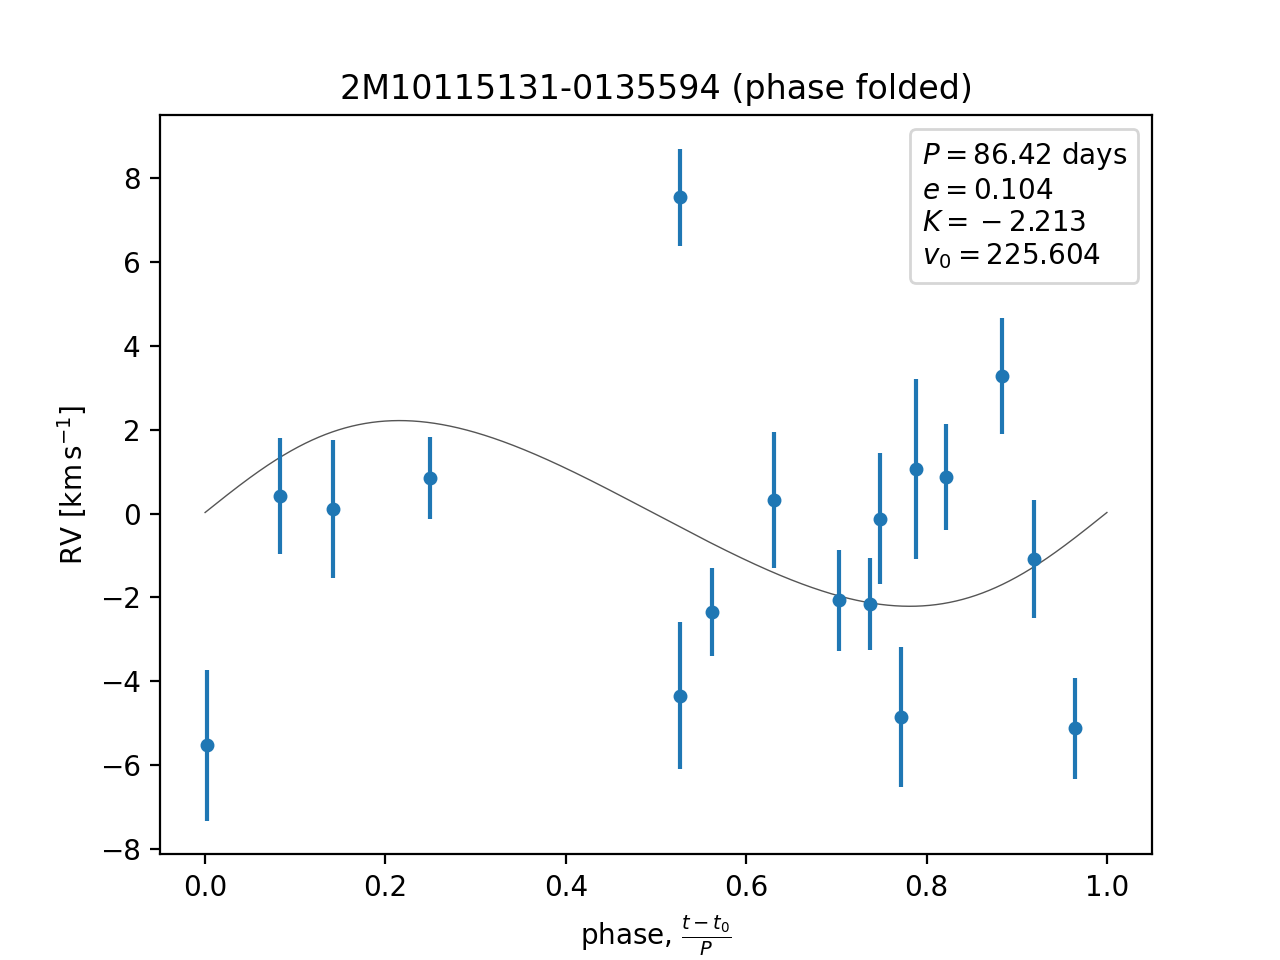 2M10115131-0135594 (phase folded)
P = 86.42 days
e = 0.104
K = −2.213
v₀ = 225.604
RV [km s⁻¹]
8
6
4
2
0
−2
−4
−6
−8
0.0 0.2 0.4 0.6 0.8 1.0
phase, (t − t₀)/P